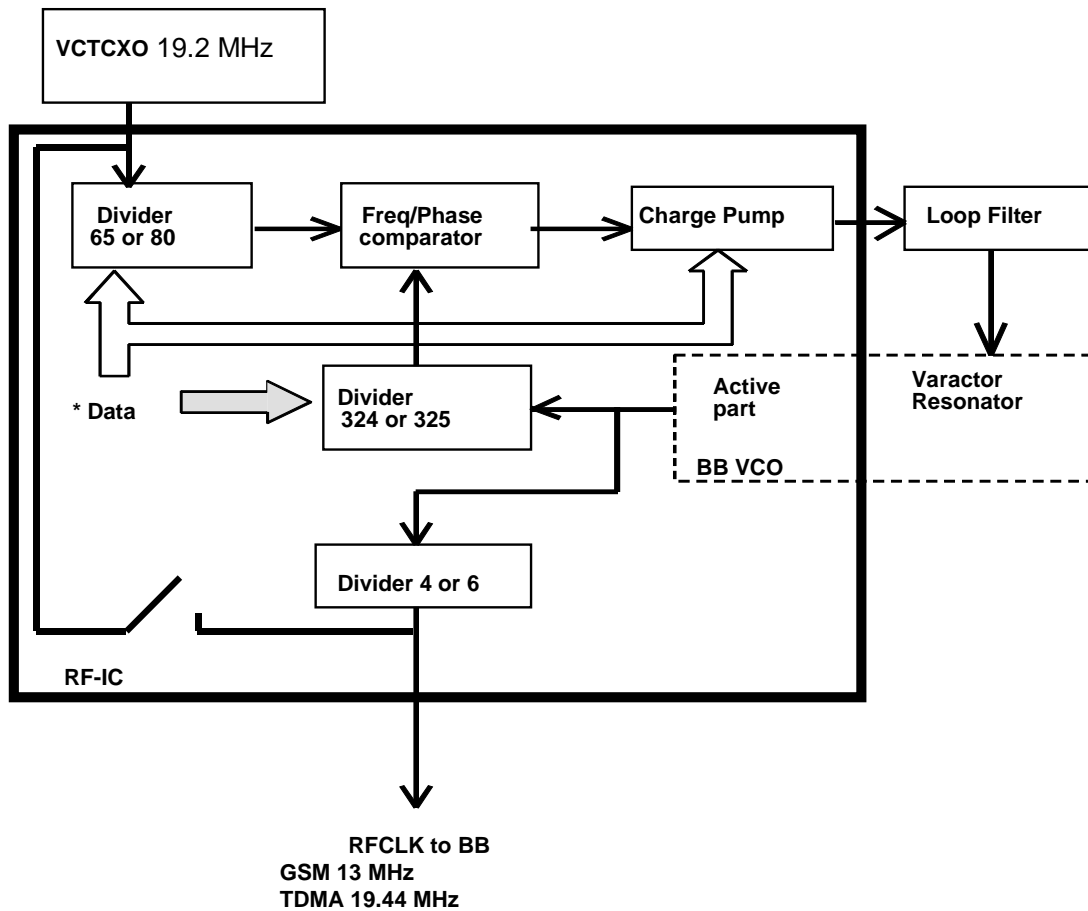 VCTCXO 19.2 MHz
Divider
65 or 80
Freq/Phase
comparator
Charge Pump
Loop Filter
* Data
Divider
324 or 325
Active
part
Varactor
Resonator
BB VCO
Divider 4 or 6
RF-IC
RFCLK to BB
GSM 13 MHz
TDMA 19.44 MHz